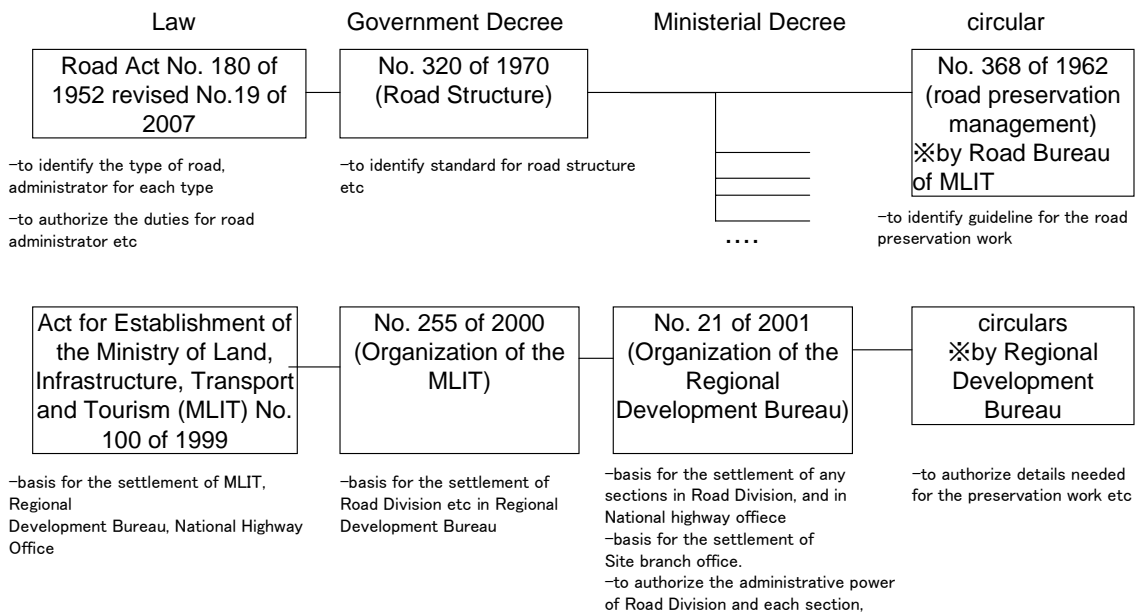 Law
Government Decree
Ministerial Decree
circular
Road Act No. 180 of
1952 revised No.19 of
2007
No. 320 of 1970
(Road Structure)
No. 368 of 1962
(road preservation
management)
※by Road Bureau
of MLIT
-to identify the type of road,
administrator for each type
-to authorize the duties for road
administrator etc
-to identify standard for road structure
etc
....
-to identify guideline for the road
preservation work
Act for Establishment of
the Ministry of Land,
Infrastructure, Transport
and Tourism (MLIT) No.
100 of 1999
No. 255 of 2000
(Organization of the
MLIT)
No. 21 of 2001
(Organization of the
Regional
Development Bureau)
circulars
※by Regional
Development
Bureau
-basis for the settlement of MLIT,
Regional
Development Bureau, National Highway
Office
-basis for the settlement of
Road Division etc in Regional
Development Bureau
-basis for the settlement of any
sections in Road Division, and in
National highway offiece
-basis for the settlement of
Site branch office.
-to authorize the administrative power
of Road Division and each section,
-to authorize details needed
for the preservation work etc